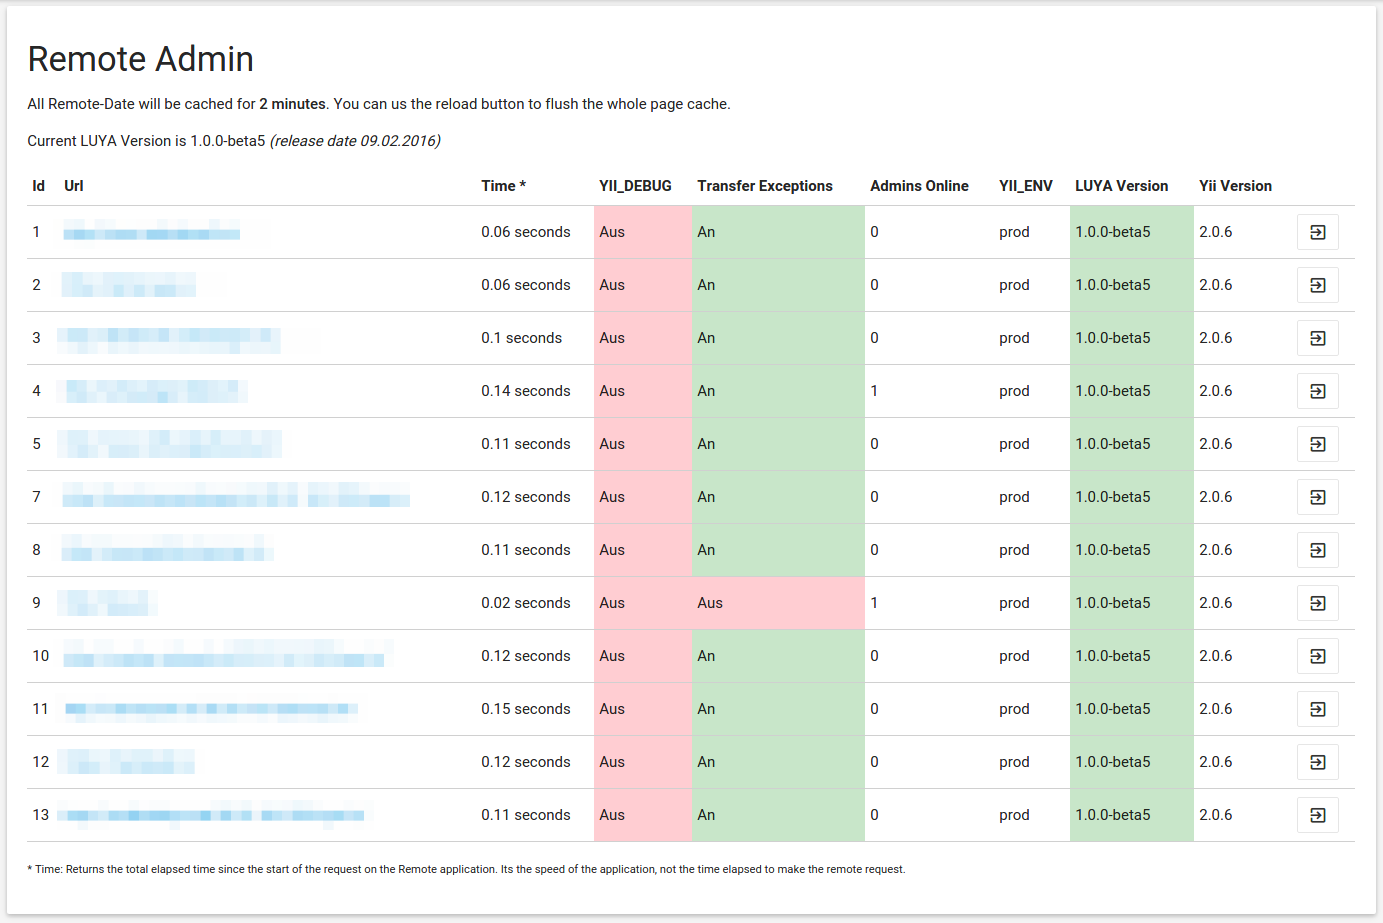 Remote Admin
All Remote-Date will be cached for 2 minutes. You can us the reload button to flush the whole page cache.
Current LUYA Version is 1.0.0-beta5 (release date 09.02.2016)
Id Url Time * YII_DEBUG Transfer Exceptions Admins Online YII_ENV LUYA Version Yii Version
1 0.06 seconds Aus An 0 prod 1.0.0-beta5 2.0.6
2 0.06 seconds Aus An 0 prod 1.0.0-beta5 2.0.6
3 0.1 seconds Aus An 0 prod 1.0.0-beta5 2.0.6
4 0.14 seconds Aus An 1 prod 1.0.0-beta5 2.0.6
5 0.11 seconds Aus An 0 prod 1.0.0-beta5 2.0.6
7 0.12 seconds Aus An 0 prod 1.0.0-beta5 2.0.6
8 0.11 seconds Aus An 0 prod 1.0.0-beta5 2.0.6
9 0.02 seconds Aus Aus 1 prod 1.0.0-beta5 2.0.6
10 0.12 seconds Aus An 0 prod 1.0.0-beta5 2.0.6
11 0.15 seconds Aus An 0 prod 1.0.0-beta5 2.0.6
12 0.12 seconds Aus An 0 prod 1.0.0-beta5 2.0.6
13 0.11 seconds Aus An 0 prod 1.0.0-beta5 2.0.6
* Time: Returns the total elapsed time since the start of the request on the Remote application. Its the speed of the application, not the time elapsed to make the remote request.